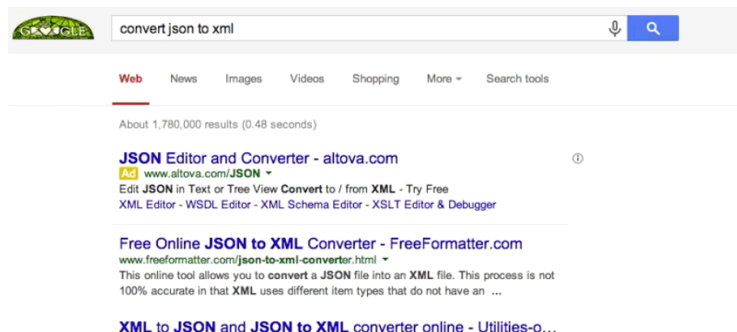 GOOGLE
convert json to xml
Web News Images Videos Shopping More Search tools
About 1,780,000 results (0.48 seconds)
JSON Editor and Converter - altova.com
Ad www.altova.com/JSON
Edit JSON in Text or Tree View Convert to / from XML - Try Free
XML Editor - WSDL Editor - XML Schema Editor - XSLT Editor & Debugger
Free Online JSON to XML Converter - FreeFormatter.com
www.freeformatter.com/json-to-xml-converter.html
This online tool allows you to convert a JSON file into an XML file. This process is not
100% accurate in that XML uses different item types that do not have an ...
XML to JSON and JSON to XML converter online - Utilities-o...